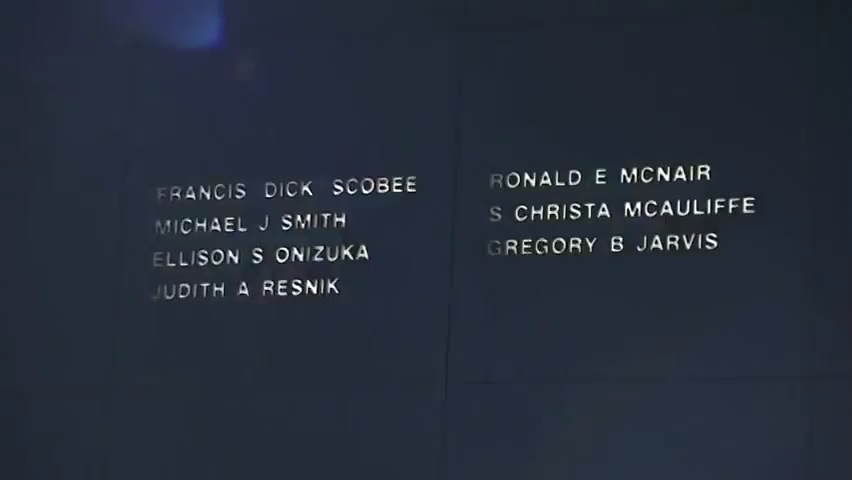 FRANCIS DICK SCOBEE
MICHAEL J SMITH
ELLISON S ONIZUKA
JUDITH A RESNIK
RONALD E MCNAIR
S CHRISTA MCAULIFFE
GREGORY B JARVIS